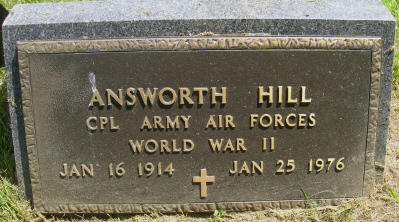 ANSWORTH HILL
CPL ARMY AIR FORCES
WORLD WAR II
JAN 16 1914 JAN 25 1976